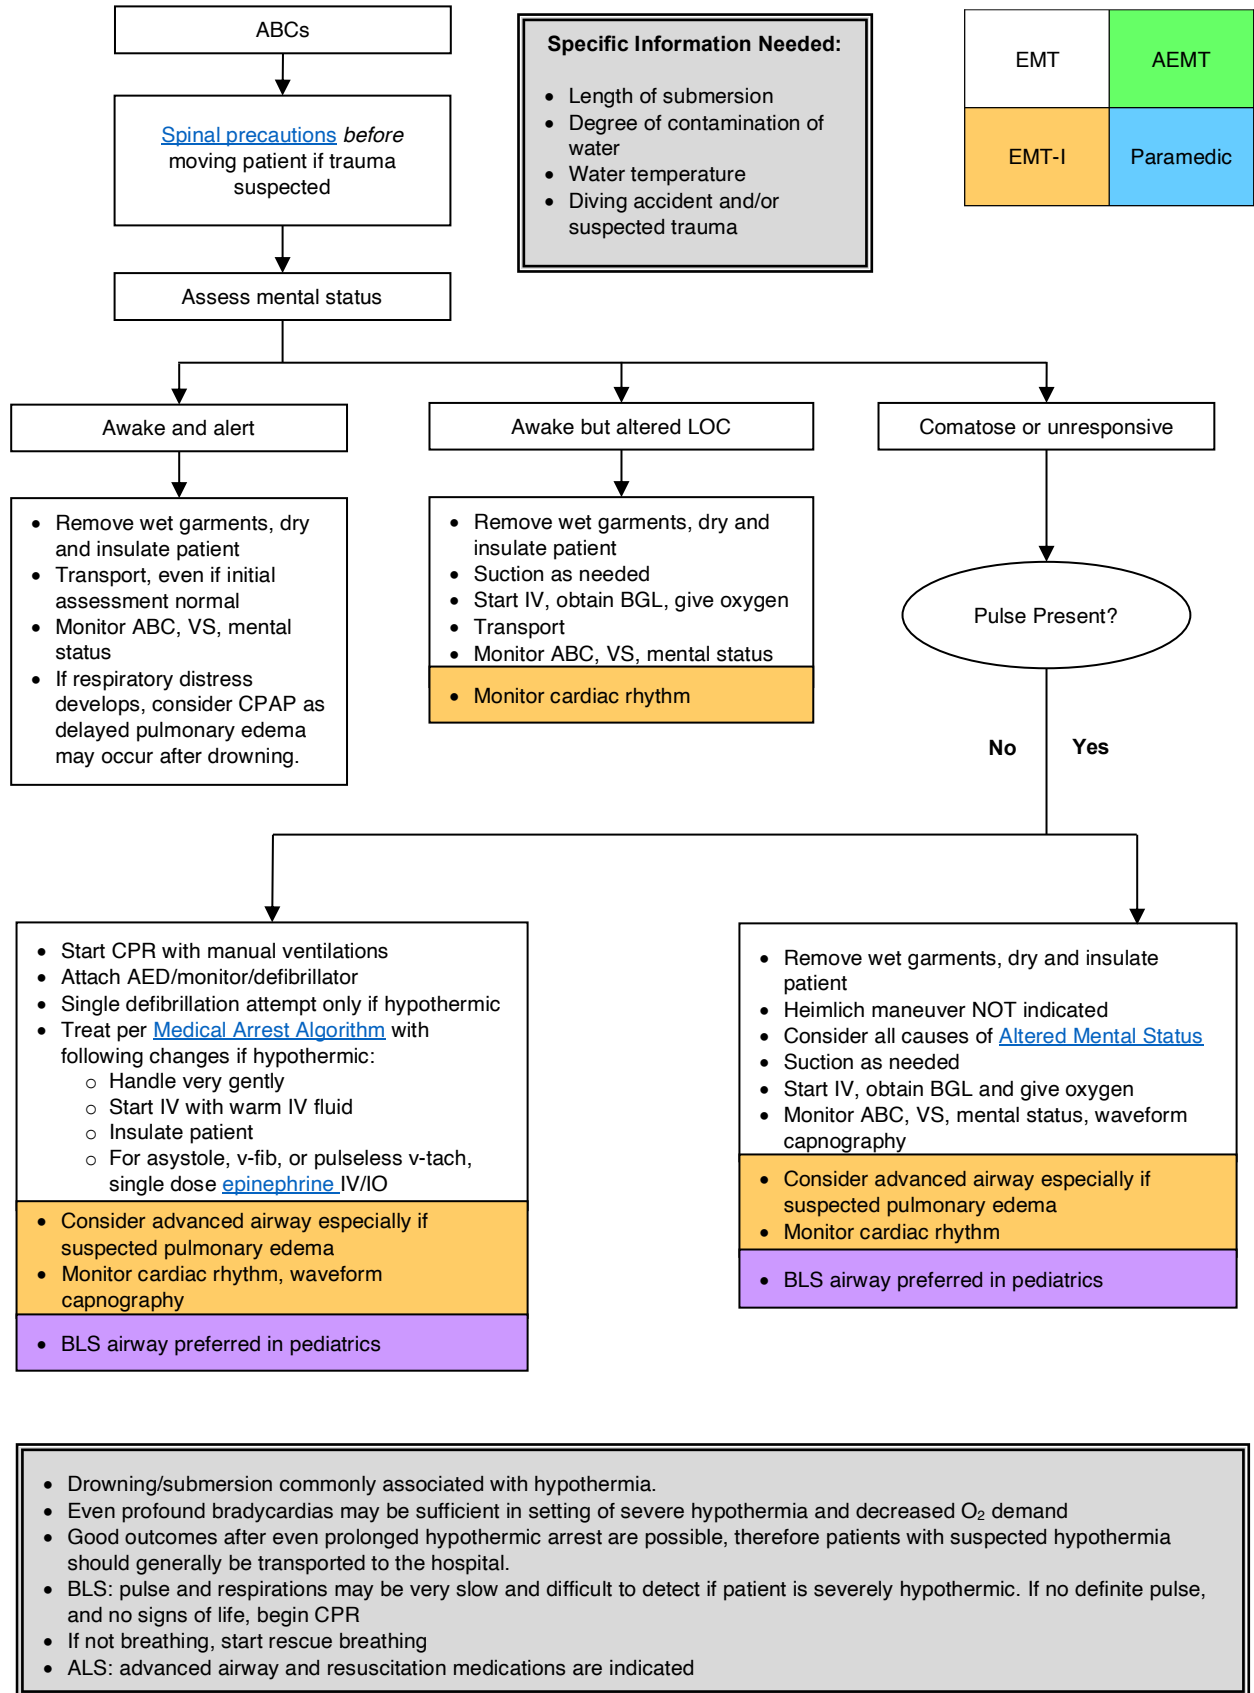 ABCs
Spinal precautions before
moving patient if trauma
suspected
Assess mental status
Specific Information Needed:
• Length of submersion
• Degree of contamination of
water
• Water temperature
• Diving accident and/or
suspected trauma
EMT
AEMT
EMT-I
Paramedic
Awake and alert
Awake but altered LOC
Comatose or unresponsive
• Remove wet garments, dry
and insulate patient
• Transport, even if initial
assessment normal
• Monitor ABC, VS, mental
status
• If respiratory distress
develops, consider CPAP as
delayed pulmonary edema
may occur after drowning.
• Remove wet garments, dry and
insulate patient
• Suction as needed
• Start IV, obtain BGL, give oxygen
• Transport
• Monitor ABC, VS, mental status
• Monitor cardiac rhythm
Pulse Present?
No
Yes
• Start CPR with manual ventilations
• Attach AED/monitor/defibrillator
• Single defibrillation attempt only if hypothermic
• Treat per Medical Arrest Algorithm with
following changes if hypothermic:
o Handle very gently
o Start IV with warm IV fluid
o Insulate patient
o For asystole, v-fib, or pulseless v-tach,
single dose epinephrine IV/IO
• Consider advanced airway especially if
suspected pulmonary edema
• Monitor cardiac rhythm, waveform
capnography
• BLS airway preferred in pediatrics
• Remove wet garments, dry and insulate
patient
• Heimlich maneuver NOT indicated
• Consider all causes of Altered Mental Status
• Suction as needed
• Start IV, obtain BGL and give oxygen
• Monitor ABC, VS, mental status, waveform
capnography
• Consider advanced airway especially if
suspected pulmonary edema
• Monitor cardiac rhythm
• BLS airway preferred in pediatrics
• Drowning/submersion commonly associated with hypothermia.
• Even profound bradycardias may be sufficient in setting of severe hypothermia and decreased O₂ demand
• Good outcomes after even prolonged hypothermic arrest are possible, therefore patients with suspected hypothermia
should generally be transported to the hospital.
• BLS: pulse and respirations may be very slow and difficult to detect if patient is severely hypothermic. If no definite pulse,
and no signs of life, begin CPR
• If not breathing, start rescue breathing
• ALS: advanced airway and resuscitation medications are indicated